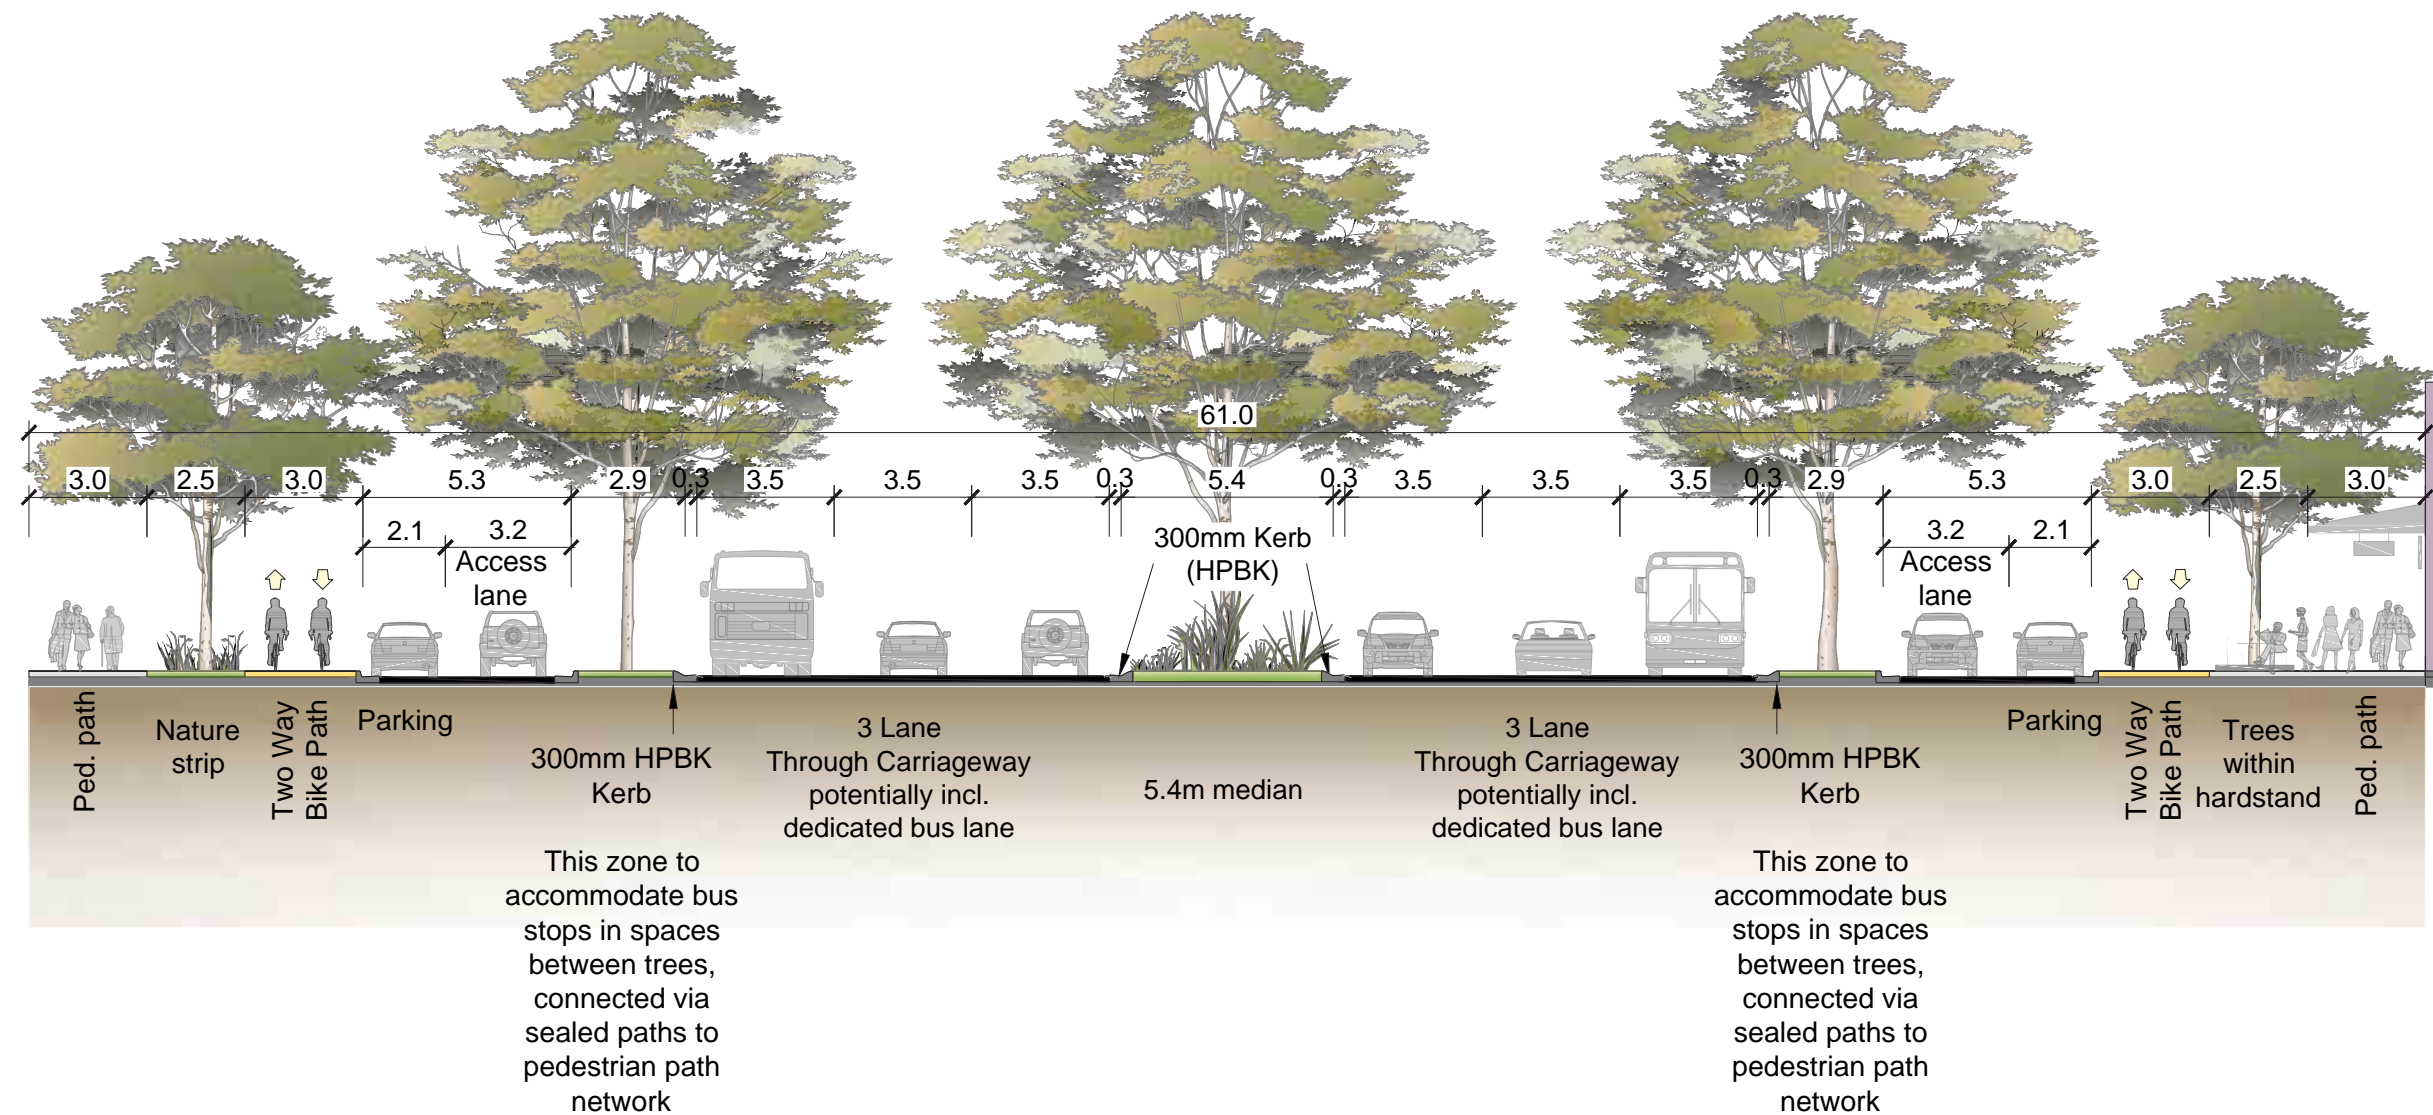 61.0
3.0 2.5 3.0 5.3 2.9 0.3 3.5 3.5 3.5 0.3 5.4 0.3 3.5 3.5 3.5 0.3 2.9 5.3 3.0 2.5 3.0
2.1 3.2
Access
lane
300mm Kerb
(HPBK)
3.2 2.1
Access
lane
Ped. path
Nature
strip
Two Way
Bike Path
Parking
300mm HPBK
Kerb
This zone to
accommodate bus
stops in spaces
between trees,
connected via
sealed paths to
pedestrian path
network
3 Lane
Through Carriageway
potentially incl.
dedicated bus lane
5.4m median
3 Lane
Through Carriageway
potentially incl.
dedicated bus lane
300mm HPBK
Kerb
This zone to
accommodate bus
stops in spaces
between trees,
connected via
sealed paths to
pedestrian path
network
Parking
Two Way
Bike Path
Trees
within
hardstand
Ped. path